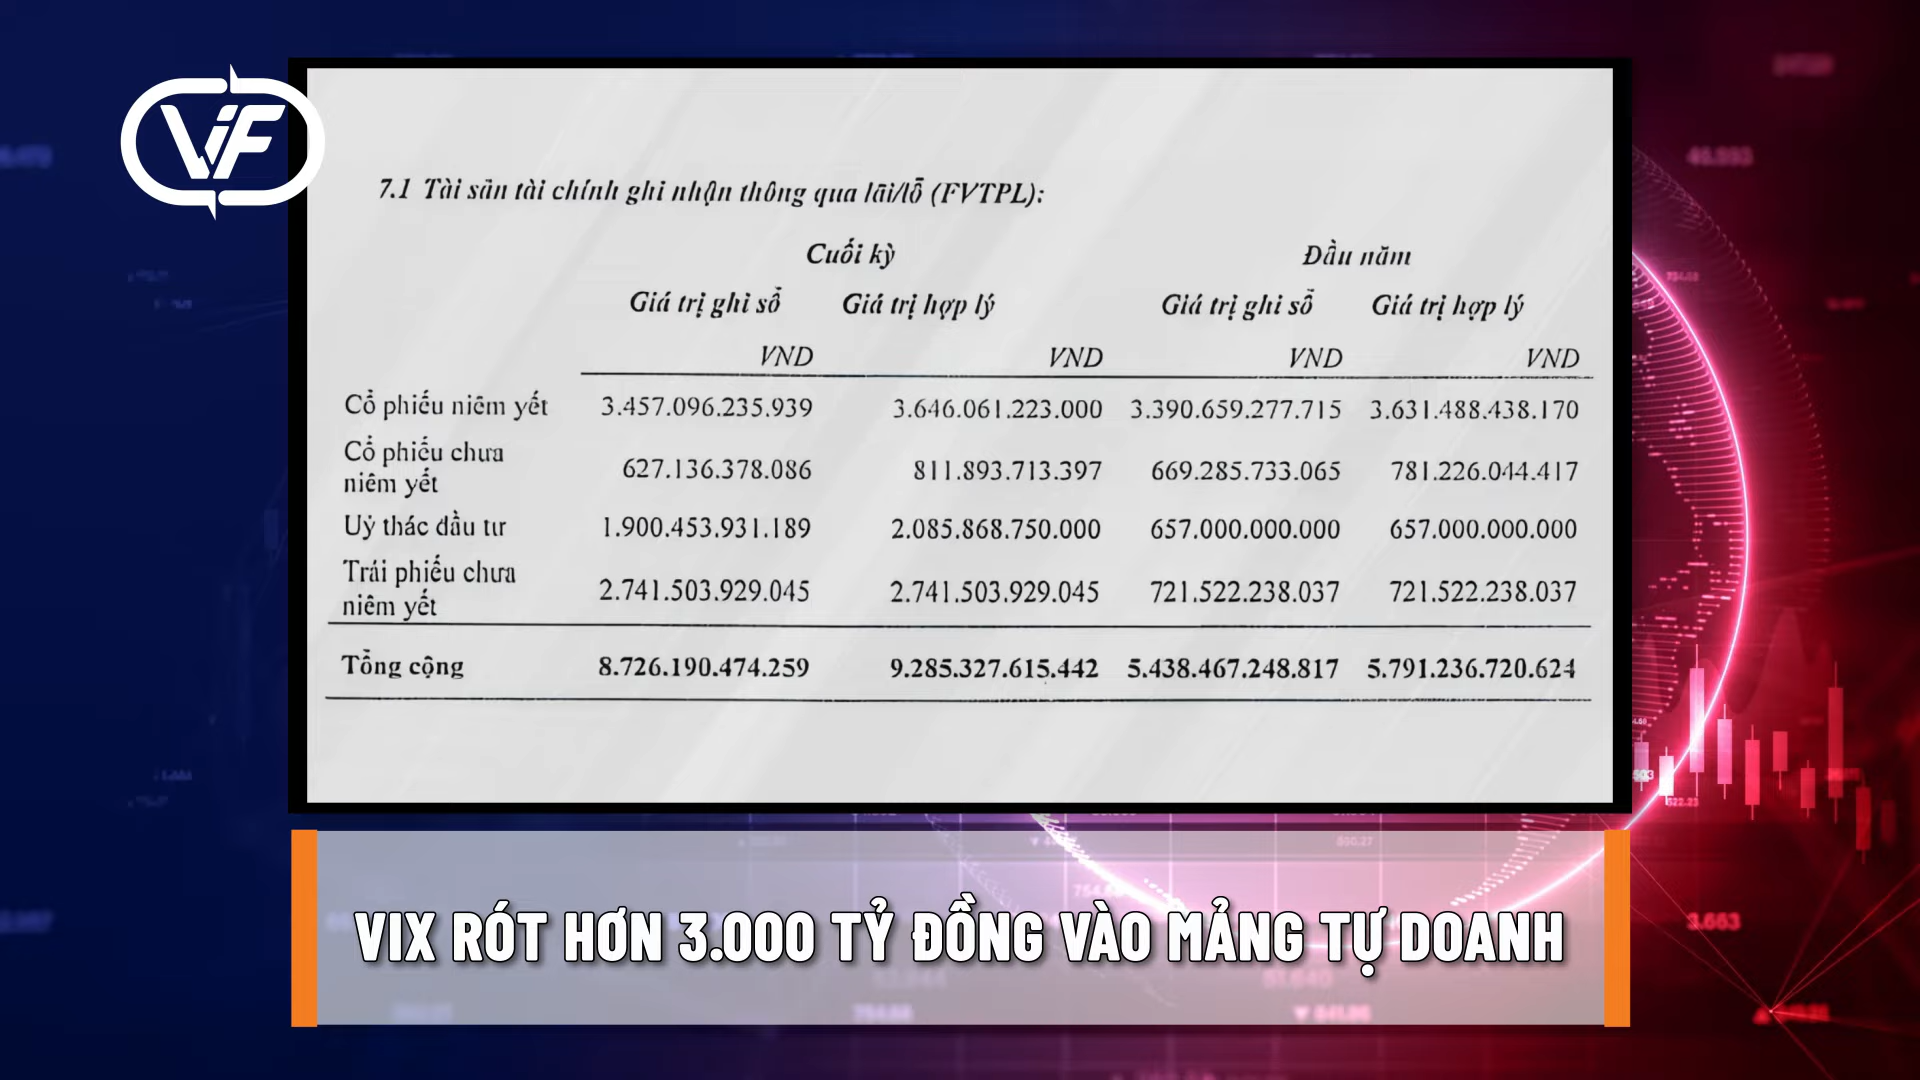 ViF
7.1 Tài sản tài chính ghi nhận thông qua lãi/lỗ (FVTPL):
Cuối kỳ Đầu năm
Giá trị ghi sổ Giá trị hợp lý Giá trị ghi sổ Giá trị hợp lý
VND VND VND VND
Cổ phiếu niêm yết 3.457.096.235.939 3.646.061.223.000 3.390.659.277.715 3.631.488.438.170
Cổ phiếu chưa
niêm yết 627.136.378.086 811.893.713.397 669.285.733.065 781.226.044.417
Uỷ thác đầu tư 1.900.453.931.189 2.085.868.750.000 657.000.000.000 657.000.000.000
Trái phiếu chưa
niêm yết 2.741.503.929.045 2.741.503.929.045 721.522.238.037 721.522.238.037
Tổng cộng 8.726.190.474.259 9.285.327.615.442 5.438.467.248.817 5.791.236.720.624
VIX RÓT HƠN 3.000 TỶ ĐỒNG VÀO MẢNG TỰ DOANH
46.593
3.663